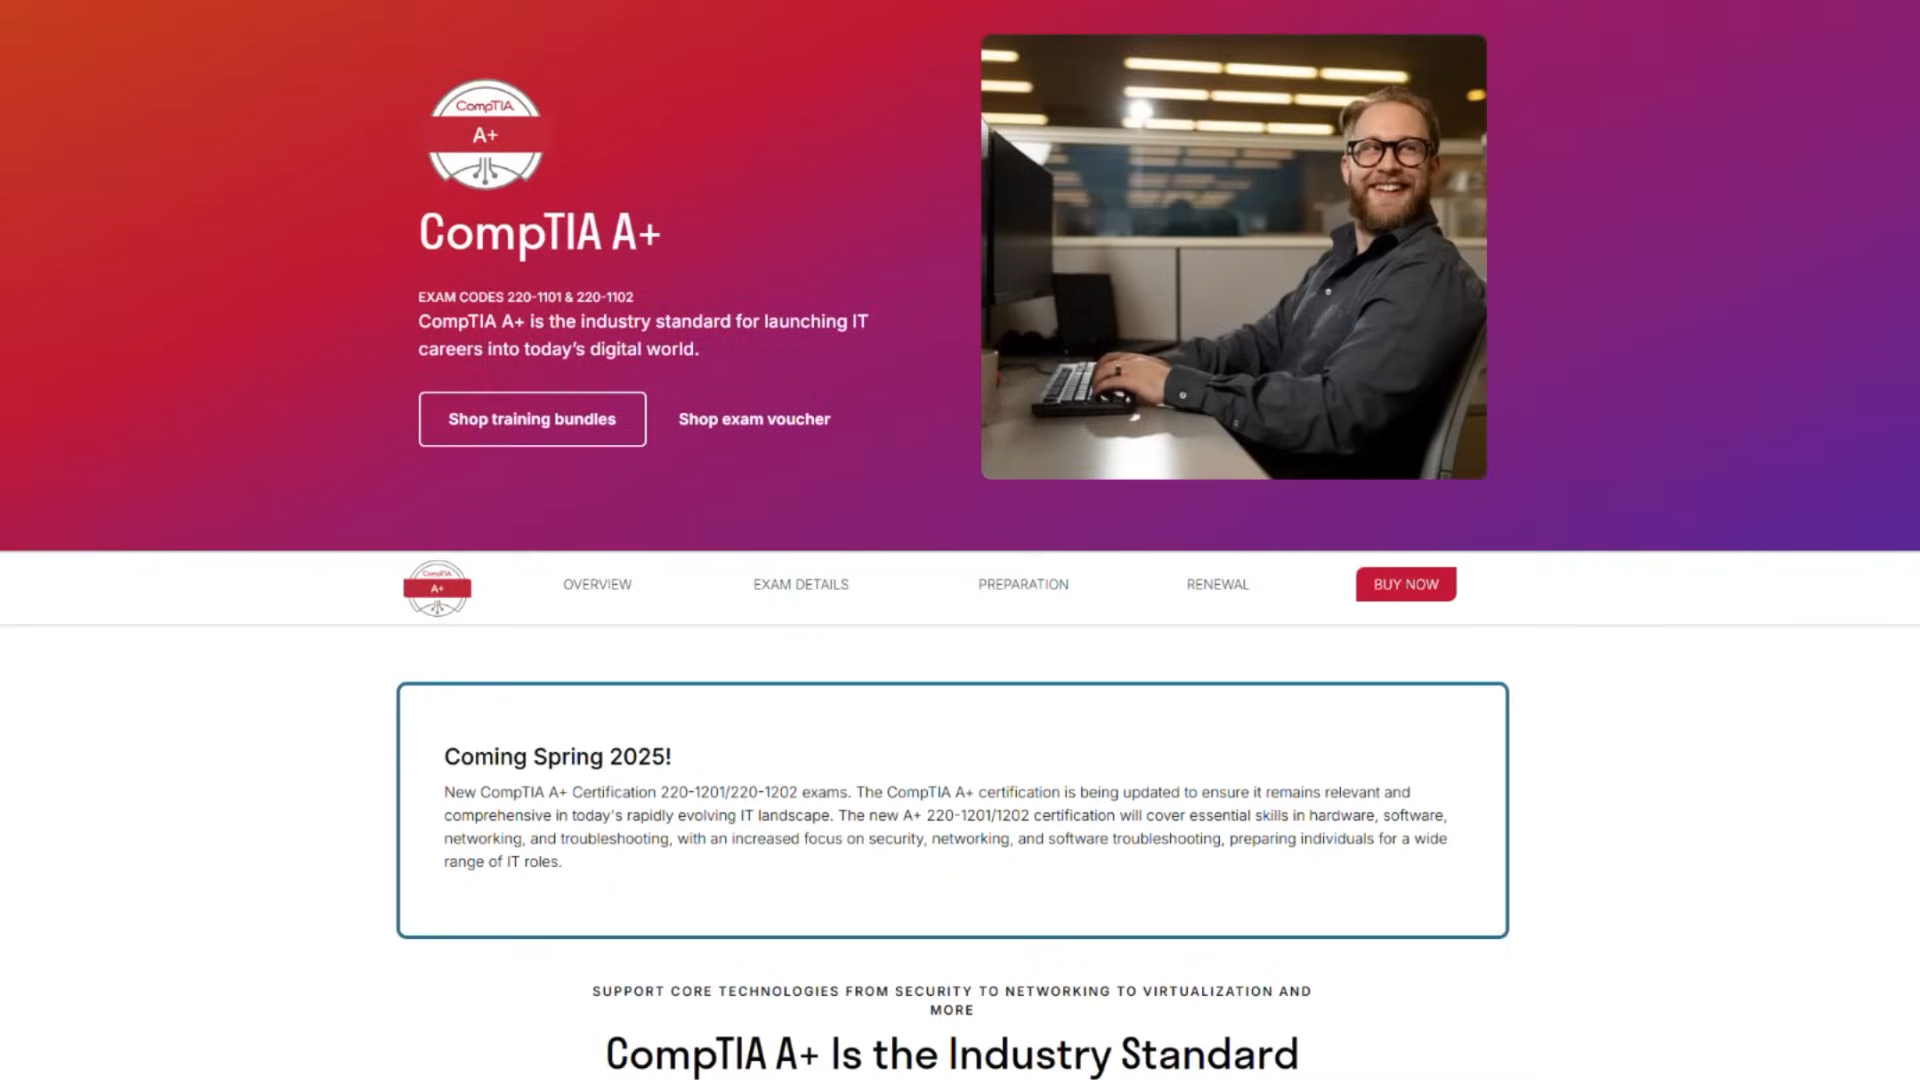 CompTIA
A+
CompTIA A+
EXAM CODES 220-1101 & 220-1102
CompTIA A+ is the industry standard for launching IT
careers into today's digital world.
Shop training bundles
Shop exam voucher
CompTIA
A+
OVERVIEW
EXAM DETAILS
PREPARATION
RENEWAL
BUY NOW
Coming Spring 2025!
New CompTIA A+ Certification 220-1201/220-1202 exams. The CompTIA A+ certification is being updated to ensure it remains relevant and
comprehensive in today's rapidly evolving IT landscape. The new A+ 220-1201/1202 certification will cover essential skills in hardware, software,
networking, and troubleshooting, with an increased focus on security, networking, and software troubleshooting, preparing individuals for a wide
range of IT roles.
SUPPORT CORE TECHNOLOGIES FROM SECURITY TO NETWORKING TO VIRTUALIZATION AND
MORE
CompTIA A+ Is the Industry Standard